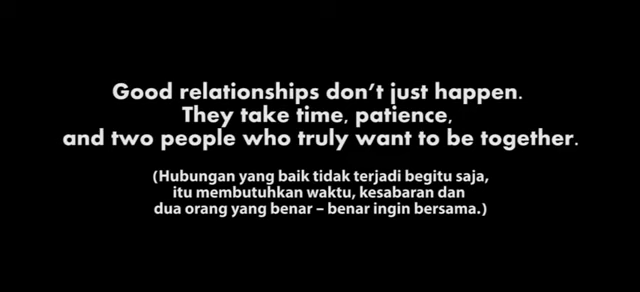 Good relationships don't just happen.
They take time, patience,
and two people who truly want to be together.
(Hubungan yang baik tidak terjadi begitu saja,
itu membutuhkan waktu, kesabaran dan
dua orang yang benar – benar ingin bersama.)